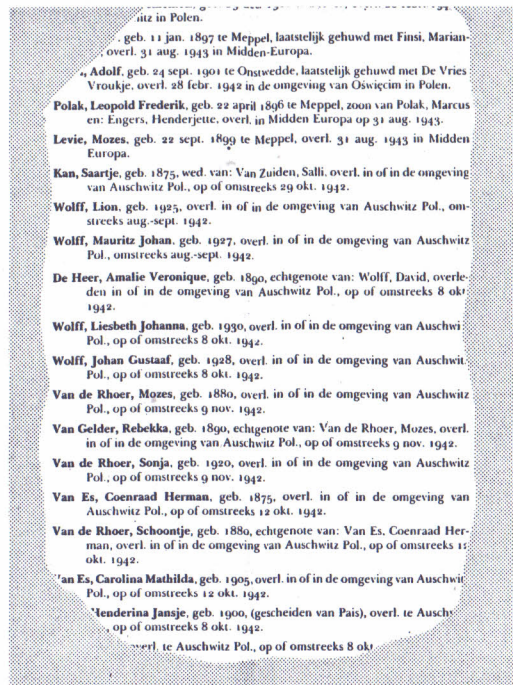 in Polen.
geb. 11 jan. 1897 te Meppel, laatstelijk gehuwd met Finsi, Marian-
overl. 31 aug. 1943 in Midden-Europa.
Adolf, geb. 24 sept. 1901 te Onstwedde, laatstelijk gehuwd met De Vries
Vroukje, overl. 28 febr. 1942 in de omgeving van Oświęcim in Polen.
Polak, Leopold Frederik, geb. 22 april 1896 te Meppel, zoon van Polak, Marcus
en: Engers, Henderjette, overl. in Midden Europa op 31 aug. 1943.
Levie, Mozes, geb. 22 sept. 1899 te Meppel, overl. 31 aug. 1943 in Midden
Europa.
Kan, Saartje, geb. 1875, wed. van: Van Zuiden, Salli, overl. in of in de omgeving
van Auschwitz Pol., op of omstreeks 29 okt. 1942.
Wolff, Lion, geb. 1925, overl. in of in de omgeving van Auschwitz Pol., om-
streeks aug.-sept. 1942.
Wolff, Mauritz Johan, geb. 1927, overl. in of in de omgeving van Auschwitz
Pol., omstreeks aug.-sept. 1942.
De Heer, Amalie Veronique, geb. 1890, echtgenote van: Wolff, David, overle-
den in of in de omgeving van Auschwitz Pol., op of omstreeks 8 okt
1942.
Wolff, Liesbeth Johanna, geb. 1930, overl. in of in de omgeving van Auschwi
Pol., op of omstreeks 8 okt. 1942.
Wolff, Johan Gustaaf, geb. 1928, overl. in of in de omgeving van Auschwit
Pol., op of omstreeks 8 okt. 1942.
Van de Rhoer, Mozes, geb. 1880, overl. in of in de omgeving van Auschwitz
Pol., op of omstreeks 9 nov. 1942.
Van Gelder, Rebekka, geb. 1890, echtgenote van: Van de Rhoer, Mozes, overl.
in of in de omgeving van Auschwitz Pol., op of omstreeks 9 nov. 1942.
Van de Rhoer, Sonja, geb. 1920, overl. in of in de omgeving van Auschwitz
Pol., op of omstreeks 9 nov. 1942.
Van Es, Coenraad Herman, geb. 1875, overl. in of in de omgeving van
Auschwitz Pol., op of omstreeks 12 okt. 1942.
Van de Rhoer, Schoontje, geb. 1880, echtgenote van: Van Es, Coenraad Her-
man, overl. in of in de omgeving van Auschwitz Pol., op of omstreeks
okt. 1942.
Van Es, Carolina Mathilda, geb. 1905, overl. in of in de omgeving van Auschwit
Pol., op of omstreeks 12 okt. 1942.
Henderina Jansje, geb. 1900, (gescheiden van Pais), overl. te Auschw
, op of omstreeks 8 okt. 1942.
overl. te Auschwitz Pol., op of omstreeks 8 okt